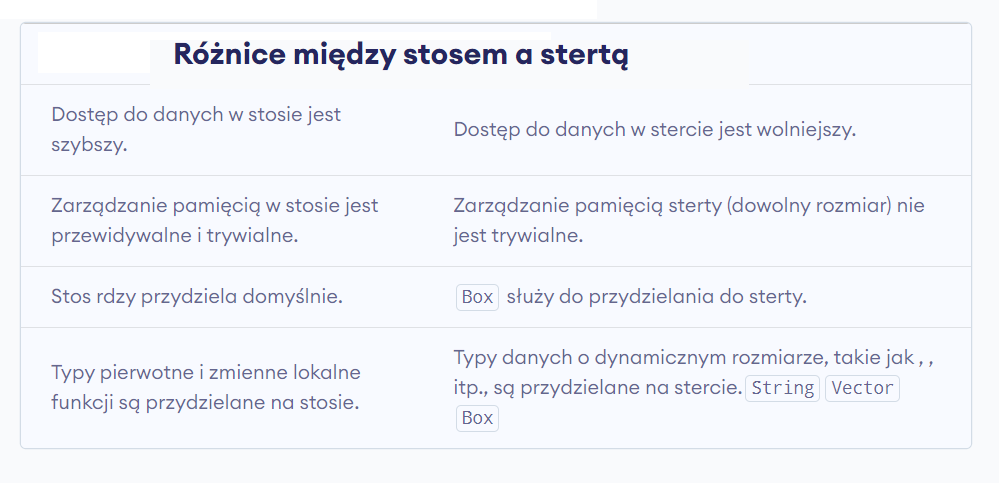 Różnice między stosem a stertą
Dostęp do danych w stosie jest
szybszy.
Dostęp do danych w stercie jest wolniejszy.
Zarządzanie pamięcią w stosie jest
przewidywalne i trywialne.
Zarządzanie pamięcią sterty (dowolny rozmiar) nie
jest trywialne.
Stos rdzy przydziela domyślnie.
Box służy do przydzielania do sterty.
Typy pierwotne i zmienne lokalne
funkcji są przydzielane na stosie.
Typy danych o dynamicznym rozmiarze, takie jak , ,
itp., są przydzielane na stercie. String Vector
Box